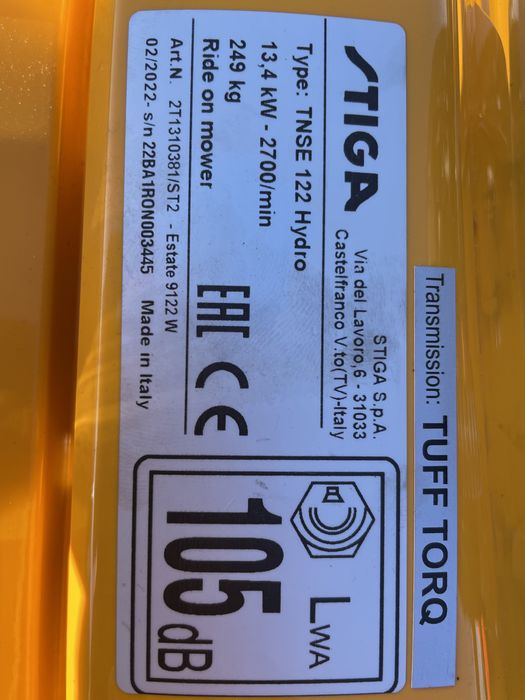 Transmission: TUFF TORQ
STIGA
STIGA S.p.A.
Via del Lavoro,6 - 31033
Castelfranco V.to(TV)-Italy
Type: TNSE 122 Hydro
13,4 kW - 2700/min
249 kg
Ride on mower
EAC CE
Art.N. 2T1310381/ST2 - Estate 9122 W
02/2022- s/n 22BA1RON003445 Made in Italy
LWA
105 dB